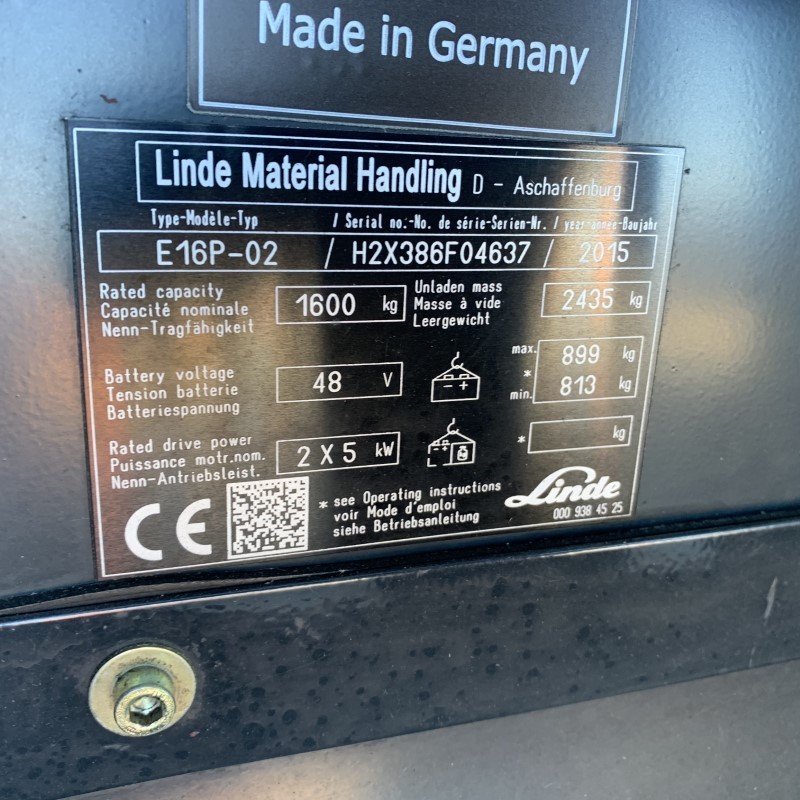 Made in Germany
Linde Material Handling D - Aschaffenburg
Type-Modèle-Typ / Serial no.-No. de série-Serien-Nr. / year-année-Baujahr
E16P-02 / H2X386F04637 / 2015
Rated capacity
Capacité nominale
Nenn-Tragfähigkeit
1600 kg
Unladen mass
Masse à vide
Leergewicht
2435 kg
Battery voltage
Tension batterie
Batteriespannung
48 V
- +
max. 899 kg
*
min. 813 kg
Rated drive power
Puissance motr.nom.
Nenn-Antriebsleist.
2 X 5 kW
* kg
CE
* see Operating instructions
voir Mode d'emploi
siehe Betriebsanleitung
Linde
000 938 45 25